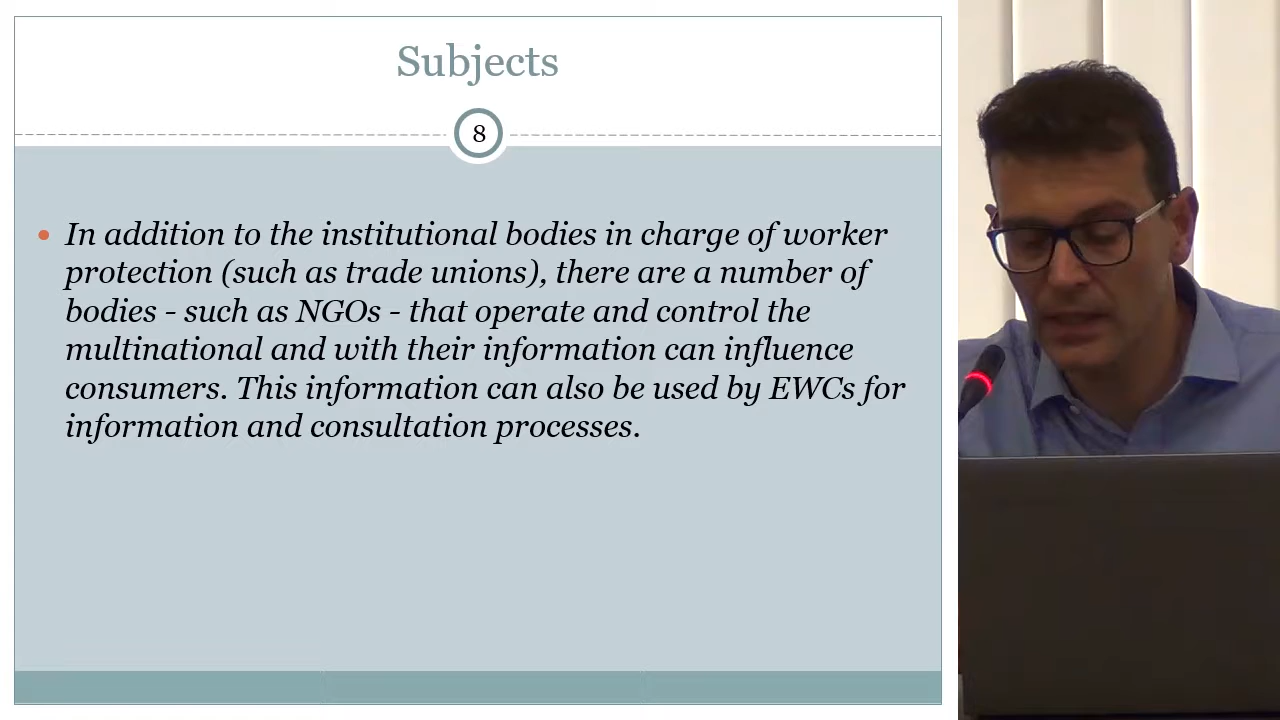 Subjects
8
In addition to the institutional bodies in charge of worker
protection (such as trade unions), there are a number of
bodies - such as NGOs - that operate and control the
multinational and with their information can influence
consumers. This information can also be used by EWCs for
information and consultation processes.